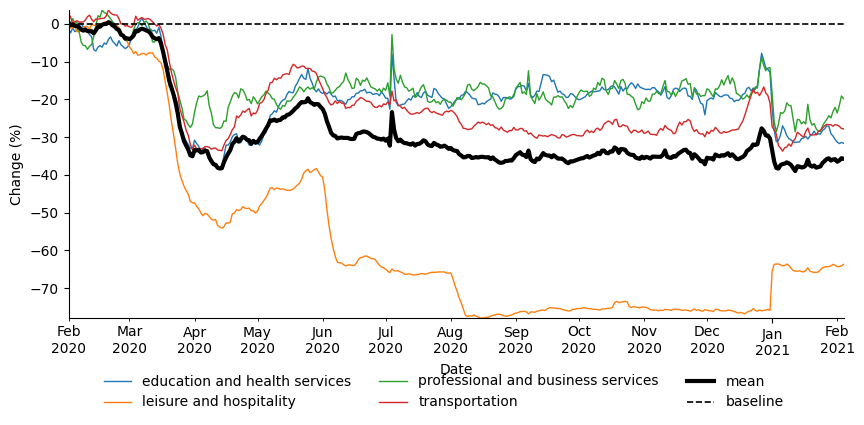 0
−10
−20
−30
−40
−50
−60
−70
Change (%)
Feb Mar Apr May Jun Jul Aug Sep Oct Nov Dec Jan Feb
2020 2020 2020 2020 2020 2020 2020 2020 2020 2020 2020 2021 2021
Date
education and health services professional and business services mean
leisure and hospitality transportation baseline